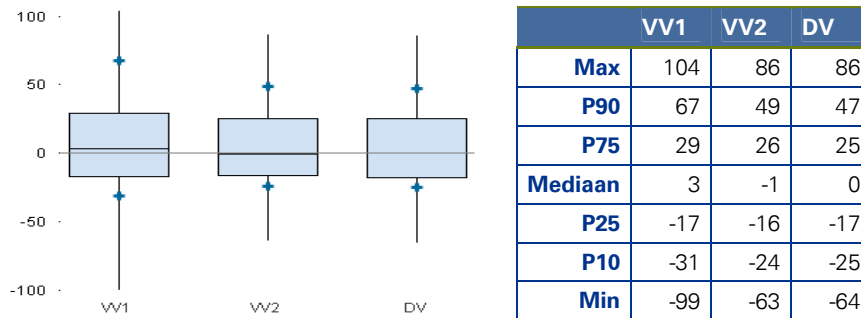 100
50
0
-50
-100
VV1 VV2 DV
VV1 VV2 DV
Max 104 86 86
P90 67 49 47
P75 29 26 25
Mediaan 3 -1 0
P25 -17 -16 -17
P10 -31 -24 -25
Min -99 -63 -64